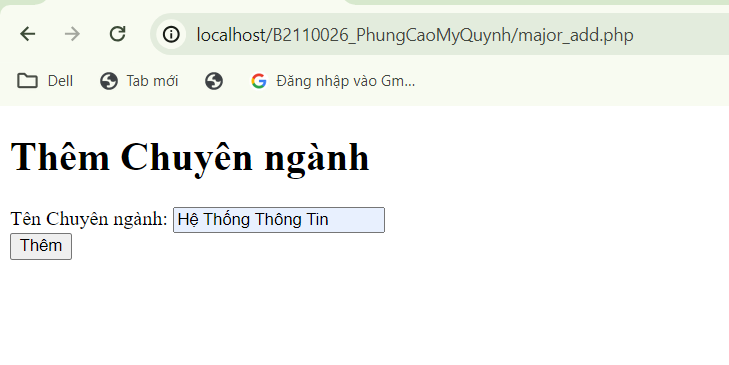 localhost/B2110026_PhungCaoMyQuynh/major_add.php
Dell Tab mới Đăng nhập vào Gm...
Thêm Chuyên ngành
Tên Chuyên ngành: Hệ Thống Thông Tin
Thêm